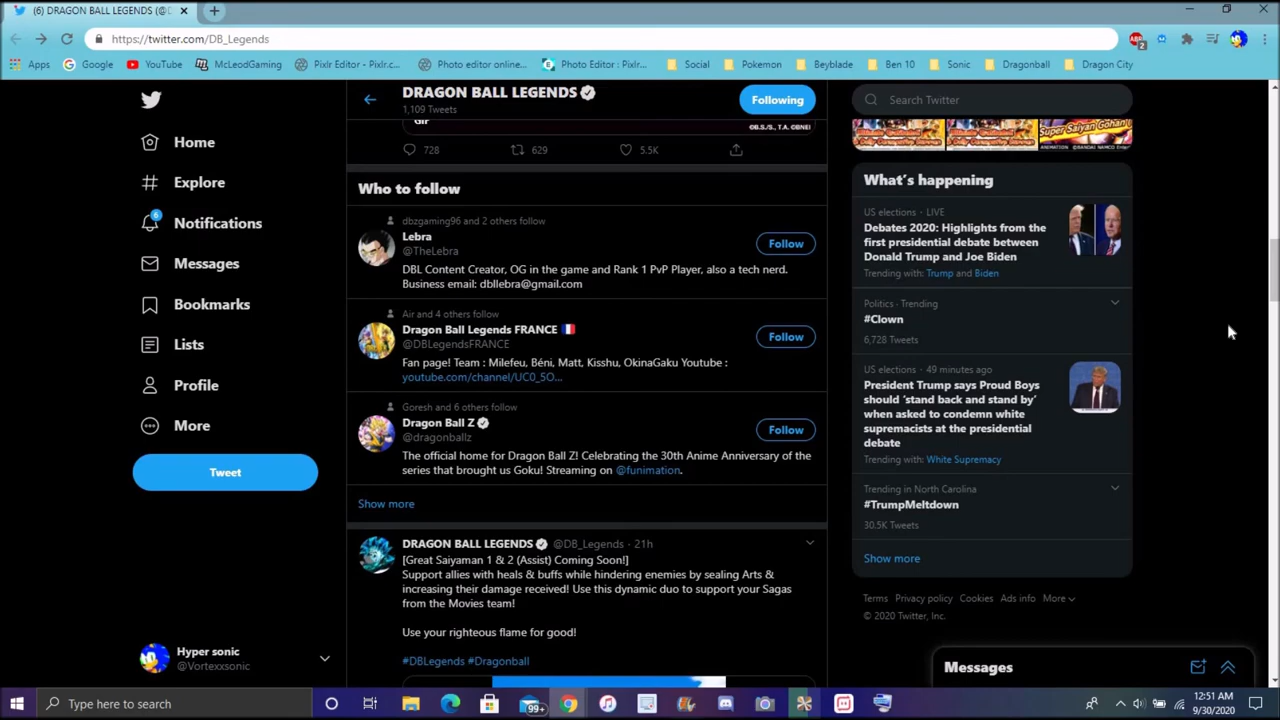 (6) DRAGON BALL LEGENDS (@D
https://twitter.com/DB_Legends
Apps Google YouTube McLeodGaming Pixlr Editor - Pixlr.c... Photo editor online... Photo Editor : Pixlr... Social Pokemon Beyblade Ben 10 Sonic Dragonball Dragon City
Home
Explore
6
Notifications
Messages
Bookmarks
Lists
Profile
More
Tweet
Hyper sonic
@Vortexxsonic
DRAGON BALL LEGENDS
1,109 Tweets
Following
GIF
©B.S./S., T.A. ©BNEI
728 629 5.5K
Who to follow
dbzgaming96 and 2 others follow
Lebra
@TheLebra
Follow
DBL Content Creator, OG in the game and Rank 1 PvP Player, also a tech nerd.
Business email: dbllebra@gmail.com
Air and 4 others follow
Dragon Ball Legends FRANCE
@DBLegendsFRANCE
Follow
Fan page! Team : Milefeu, Béni, Matt, Kisshu, OkinaGaku Youtube :
youtube.com/channel/UC0_5O...
Goresh and 6 others follow
Dragon Ball Z
@dragonballz
Follow
The official home for Dragon Ball Z! Celebrating the 30th Anime Anniversary of the
series that brought us Goku! Streaming on @funimation.
Show more
DRAGON BALL LEGENDS @DB_Legends · 21h
[Great Saiyaman 1 & 2 (Assist) Coming Soon!]
Support allies with heals & buffs while hindering enemies by sealing Arts &
increasing their damage received! Use this dynamic duo to support your Sagas
from the Movies team!
Use your righteous flame for good!
#DBLegends #Dragonball
Search Twitter
Super Saiyan Gohan
What's happening
US elections · LIVE
Debates 2020: Highlights from the
first presidential debate between
Donald Trump and Joe Biden
Trending with: Trump and Biden
Politics · Trending
#Clown
6,728 Tweets
US elections · 49 minutes ago
President Trump says Proud Boys
should 'stand back and stand by'
when asked to condemn white
supremacists at the presidential
debate
Trending with: White Supremacy
Trending in North Carolina
#TrumpMeltdown
30.5K Tweets
Show more
Terms Privacy policy Cookies Ads info More
© 2020 Twitter, Inc.
Messages
Type here to search
99+
12:51 AM
9/30/2020